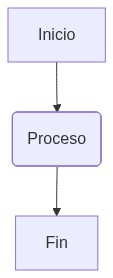 Inicio
Proceso
Fin